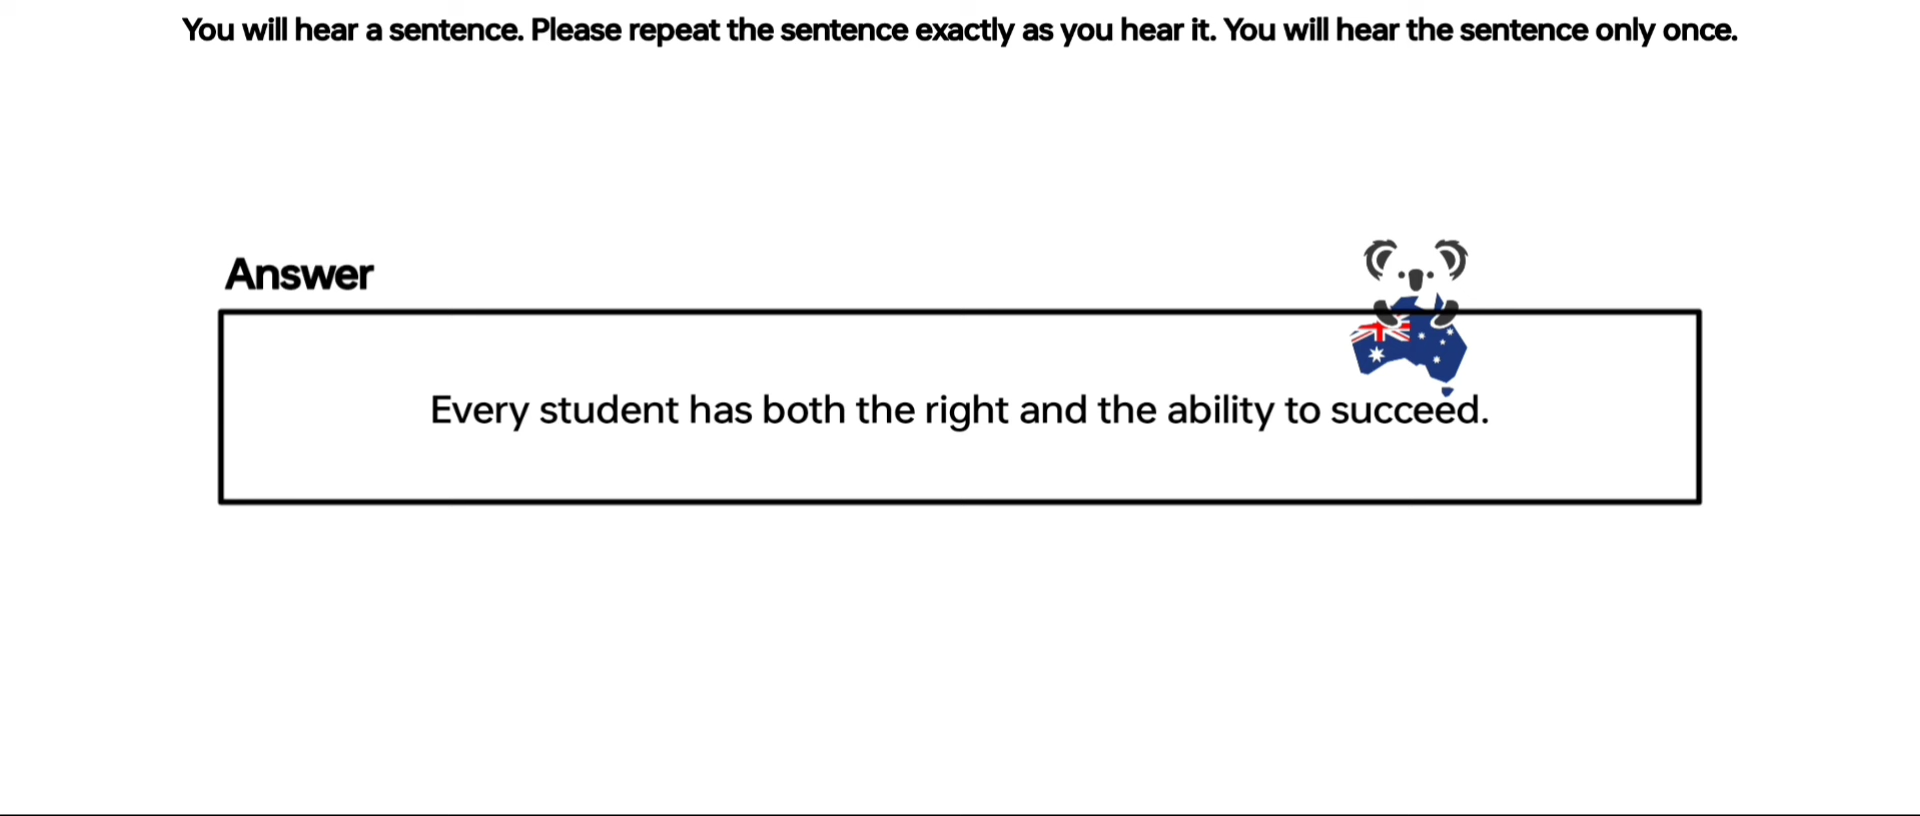 You will hear a sentence. Please repeat the sentence exactly as you hear it. You will hear the sentence only once.
Answer
Every student has both the right and the ability to succeed.